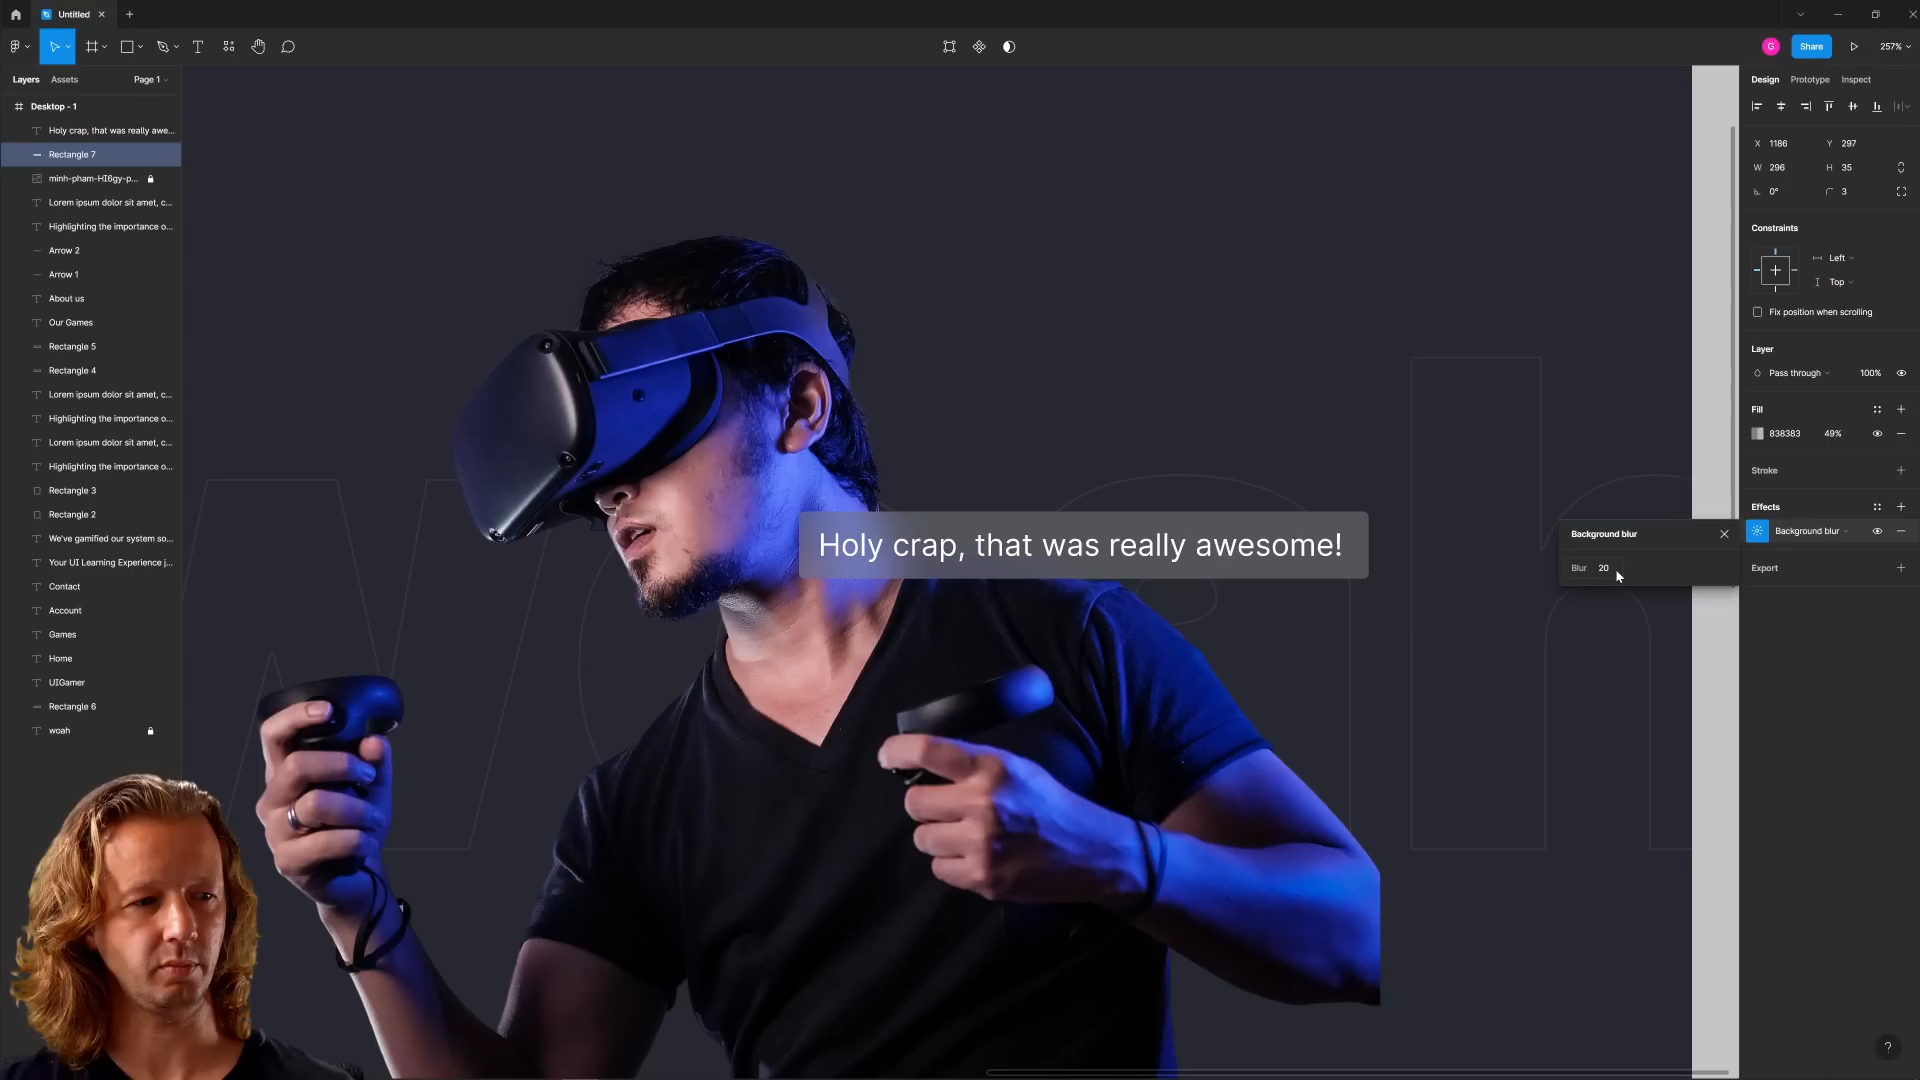 Untitled
Share
257%
Layers
Assets
Page 1
Design
Prototype
Inspect
Desktop - 1
Holy crap, that was really awe...
Rectangle 7
minh-pham-HI6gy-p...
Lorem ipsum dolor sit amet, c...
Highlighting the importance o...
Arrow 2
Arrow 1
About us
Our Games
Rectangle 5
Rectangle 4
Lorem ipsum dolor sit amet, c...
Highlighting the importance o...
Lorem ipsum dolor sit amet, c...
Highlighting the importance o...
Rectangle 3
Rectangle 2
We've gamified our system so...
Your UI Learning Experience j...
Contact
Account
Games
Home
UIGamer
Rectangle 6
woah
woah
Holy crap, that was really awesome!
Background blur
Blur 20
G
X 1186 Y 297
W 296 H 35
0° 3
Constraints
Left
Top
Fix position when scrolling
Layer
Pass through 100%
Fill
838383 49%
Stroke
Effects
Background blur
Export
?